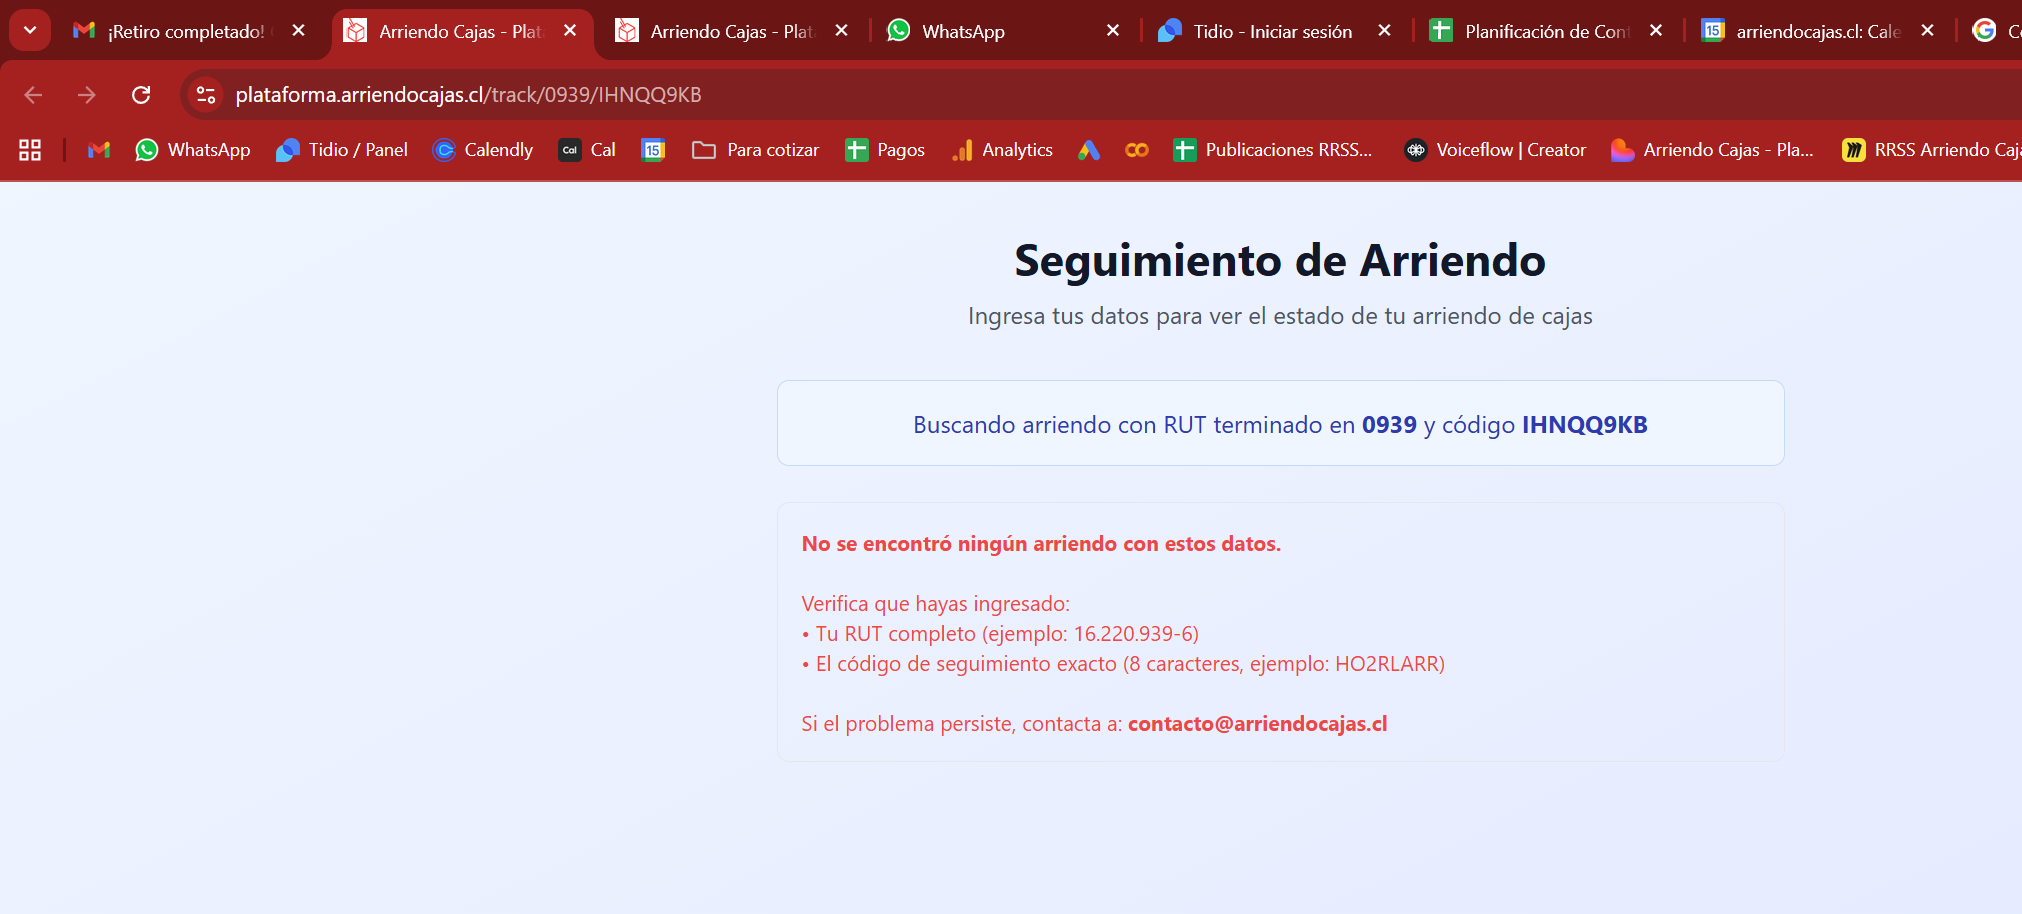 ¡Retiro completado!
Arriendo Cajas - Plat
Arriendo Cajas - Plat
WhatsApp
Tidio - Iniciar sesión
Planificación de Con
15
arriendocajas.cl: Cale
plataforma.arriendocajas.cl/track/0939/IHNQQ9KB
WhatsApp
Tidio / Panel
Calendly
Cal
Cal
15
Para cotizar
Pagos
Analytics
Publicaciones RRSS...
Voiceflow | Creator
Arriendo Cajas - Pla...
RRSS Arriendo Caj
Seguimiento de Arriendo
Ingresa tus datos para ver el estado de tu arriendo de cajas
Buscando arriendo con RUT terminado en 0939 y código IHNQQ9KB
No se encontró ningún arriendo con estos datos.
Verifica que hayas ingresado:
• Tu RUT completo (ejemplo: 16.220.939-6)
• El código de seguimiento exacto (8 caracteres, ejemplo: HO2RLARR)
Si el problema persiste, contacta a: contacto@arriendocajas.cl